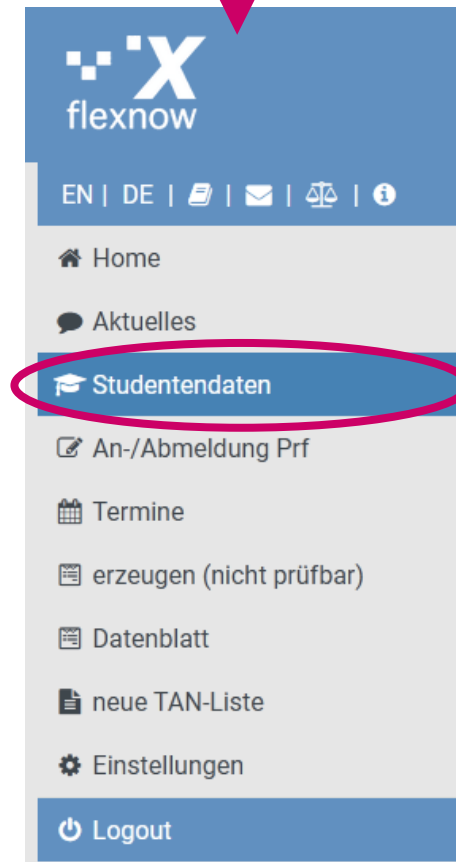 X
flexnow
EN | DE | | | |
Home
Aktuelles
Studentendaten
An-/Abmeldung Prf
Termine
erzeugen (nicht prüfbar)
Datenblatt
neue TAN-Liste
Einstellungen
Logout